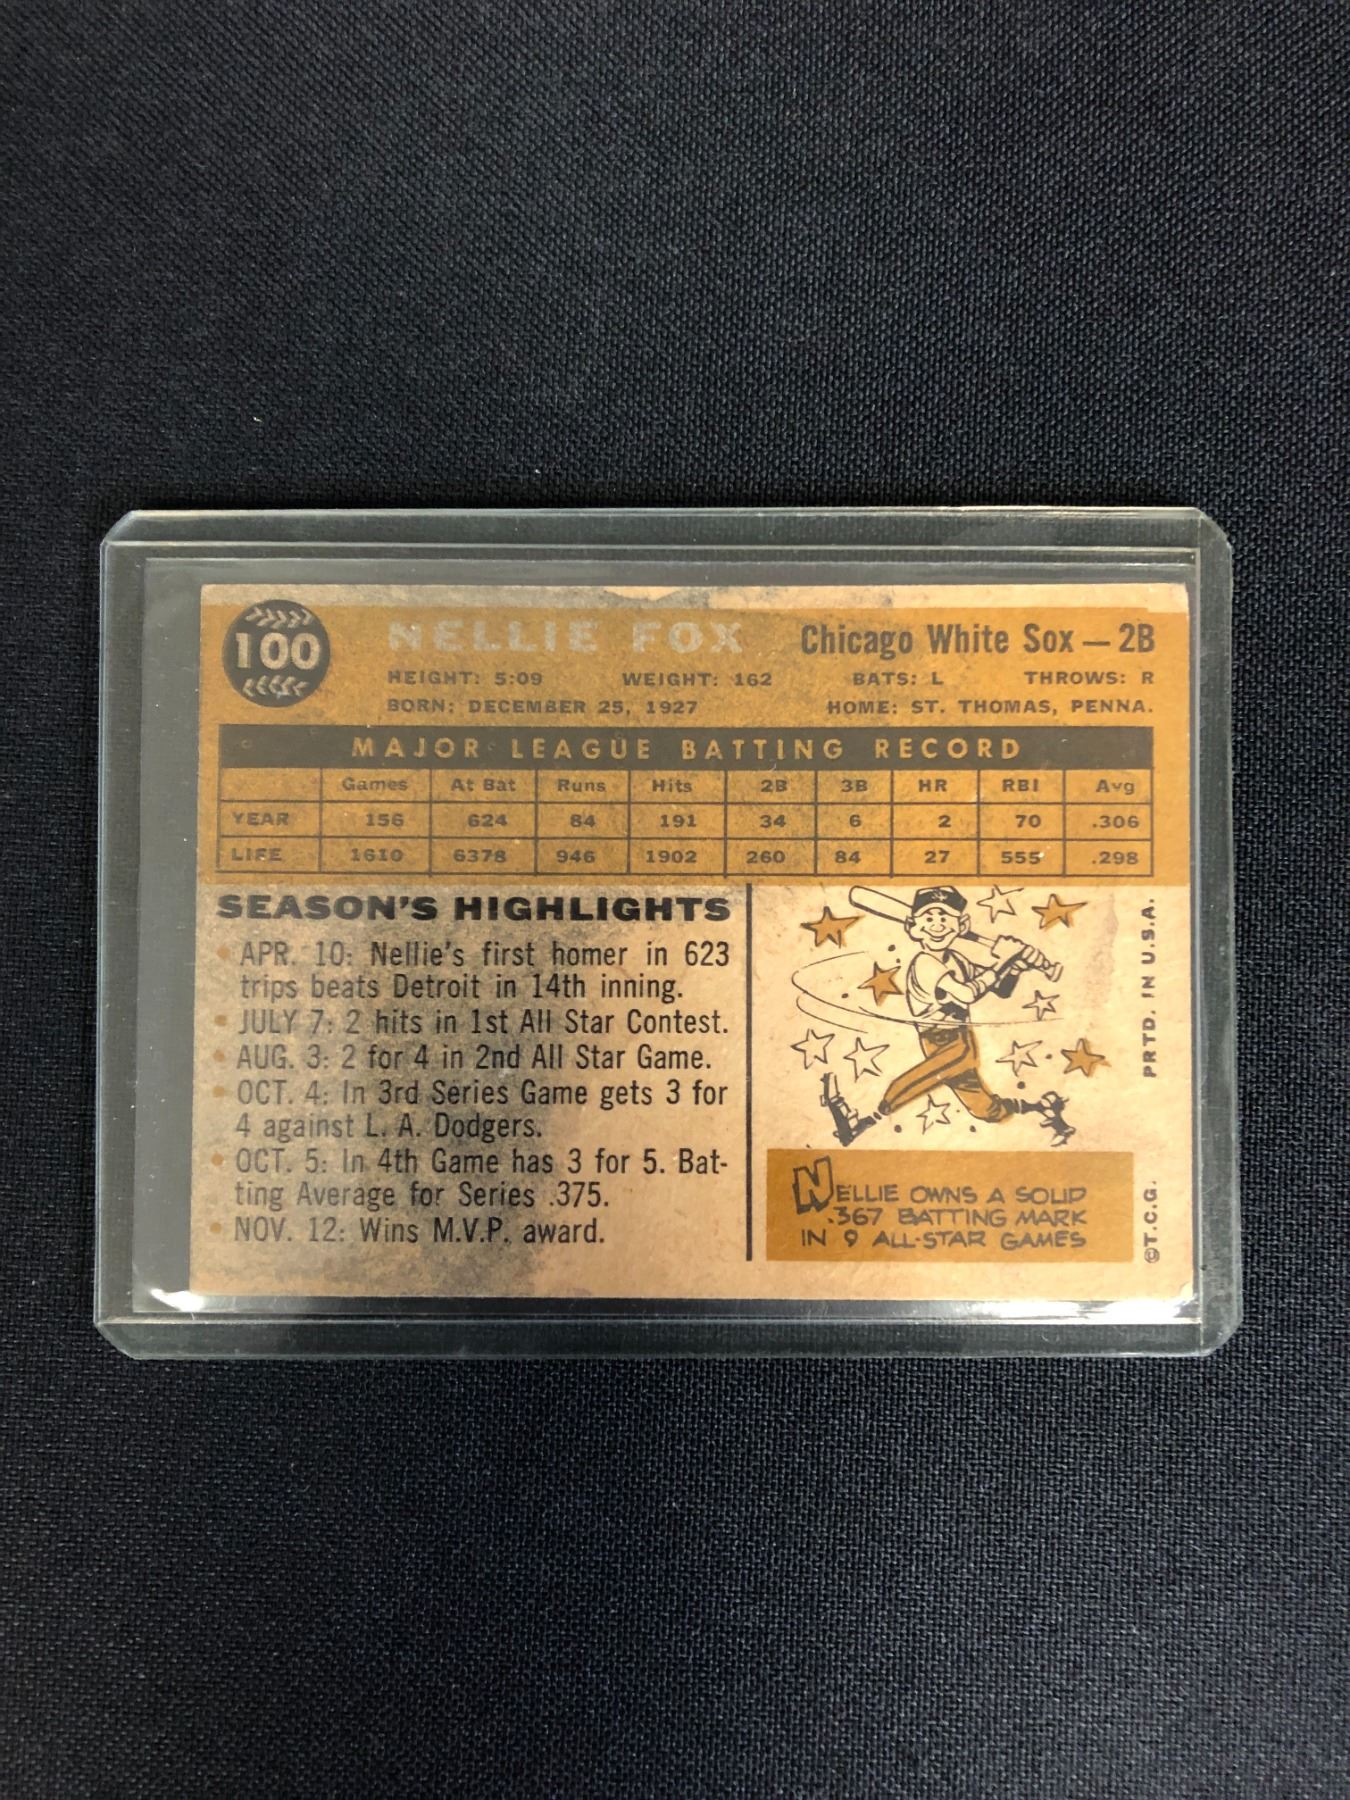 100
NELLIE FOX Chicago White Sox — 2B
HEIGHT: 5:09 WEIGHT: 162 BATS: L THROWS: R
BORN: DECEMBER 25, 1927 HOME: ST. THOMAS, PENNA.
MAJOR LEAGUE BATTING RECORD
Games At Bat Runs Hits 2B 3B HR RBI Avg
YEAR 156 624 84 191 34 6 2 70 .306
LIFE 1610 6378 946 1902 260 84 27 555 .298
SEASON'S HIGHLIGHTS
• APR. 10: Nellie's first homer in 623
trips beats Detroit in 14th inning.
• JULY 7: 2 hits in 1st All Star Contest.
• AUG. 3: 2 for 4 in 2nd All Star Game.
• OCT. 4: In 3rd Series Game gets 3 for
4 against L. A. Dodgers.
• OCT. 5: In 4th Game has 3 for 5. Bat-
ting Average for Series .375.
• NOV. 12: Wins M.V.P. award.
NELLIE OWNS A SOLID
.367 BATTING MARK
IN 9 ALL-STAR GAMES
©T.C.G. PRTD. IN U.S.A.